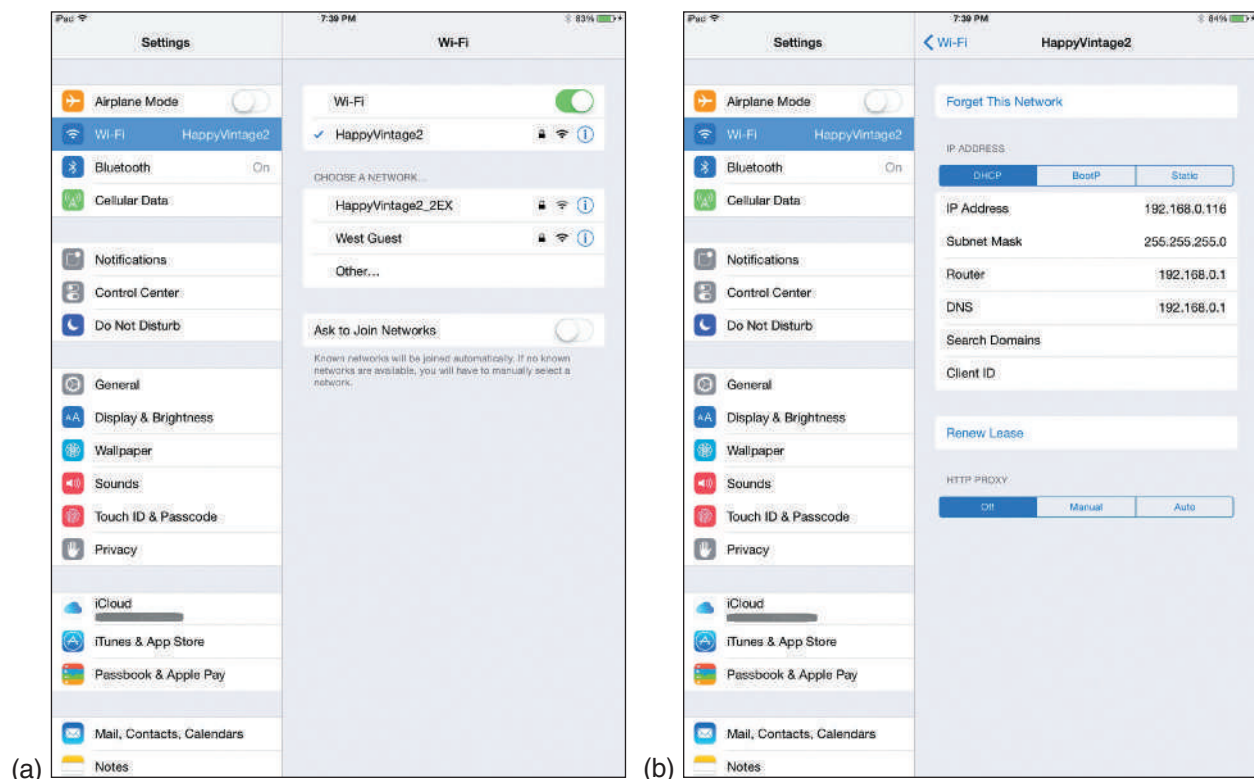 iPad 7:39 PM 83%
Settings Wi-Fi
Airplane Mode
Wi-Fi HappyVintage2
Bluetooth On
Cellular Data
Notifications
Control Center
Do Not Disturb
General
AA Display & Brightness
Wallpaper
Sounds
Touch ID & Passcode
Privacy
iCloud
iTunes & App Store
Passbook & Apple Pay
Mail, Contacts, Calendars
Notes
Wi-Fi
HappyVintage2
CHOOSE A NETWORK...
HappyVintage2_2EX
West Guest
Other...
Ask to Join Networks
Known networks will be joined automatically. If no known
networks are available, you will have to manually select a
network.
(a)
iPad 7:39 PM 84%
Settings Wi-Fi HappyVintage2
Airplane Mode
Wi-Fi HappyVintage2
Bluetooth On
Cellular Data
Notifications
Control Center
Do Not Disturb
General
AA Display & Brightness
Wallpaper
Sounds
Touch ID & Passcode
Privacy
iCloud
iTunes & App Store
Passbook & Apple Pay
Mail, Contacts, Calendars
Notes
Forget This Network
IP ADDRESS
DHCP BootP Static
IP Address 192.168.0.116
Subnet Mask 255.255.255.0
Router 192.168.0.1
DNS 192.168.0.1
Search Domains
Client ID
Renew Lease
HTTP PROXY
Off Manual Auto
(b)